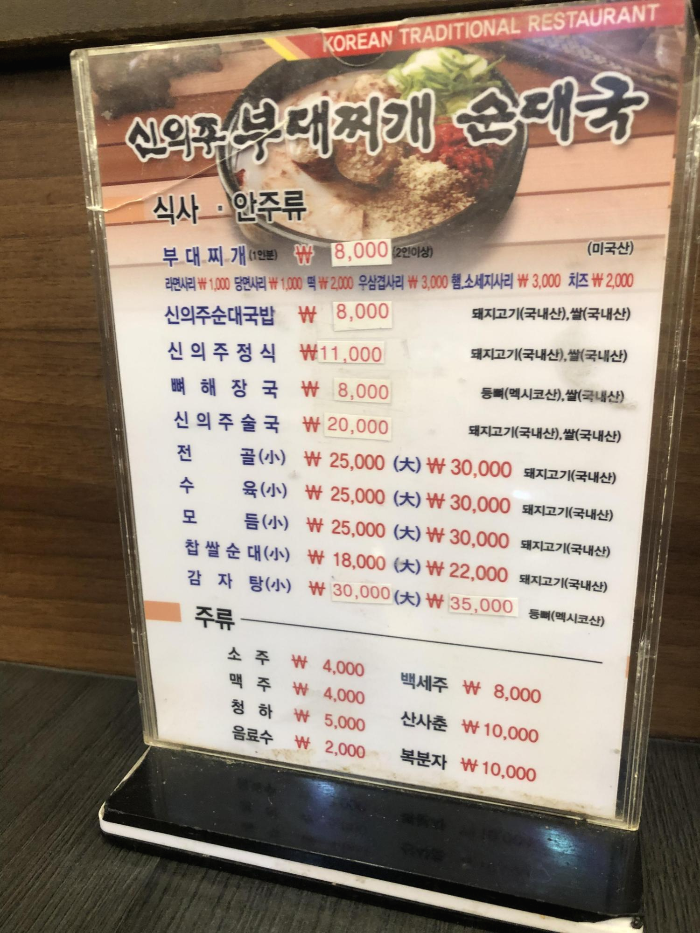 KOREAN TRADITIONAL RESTAURANT
신의주 부대찌개 순대국
식사 · 안주류
부대찌개(1인분) ₩ 8,000 (2인이상) (미국산)
라면사리 ₩1,000 당면사리 ₩1,000 떡 ₩2,000 우삼겹사리 ₩3,000 햄,소세지사리 ₩3,000 치즈 ₩2,000
신의주순대국밥 ₩ 8,000 돼지고기(국내산),쌀(국내산)
신의주정식 ₩11,000 돼지고기(국내산),쌀(국내산)
뼈해장국 ₩ 8,000 등뼈(멕시코산),쌀(국내산)
신의주술국 ₩ 20,000 돼지고기(국내산),쌀(국내산)
전골(小) ₩ 25,000 (大) ₩ 30,000 돼지고기(국내산)
수육(小) ₩ 25,000 (大) ₩ 30,000 돼지고기(국내산)
모듬(小) ₩ 25,000 (大) ₩ 30,000 돼지고기(국내산)
찹쌀순대(小) ₩ 18,000 (大) ₩ 22,000 돼지고기(국내산)
감자탕(小) ₩ 30,000 (大) ₩ 35,000 등뼈(멕시코산)
주류
소주 ₩ 4,000 백세주 ₩ 8,000
맥주 ₩ 4,000 산사춘 ₩10,000
청하 ₩ 5,000 복분자 ₩10,000
음료수 ₩ 2,000